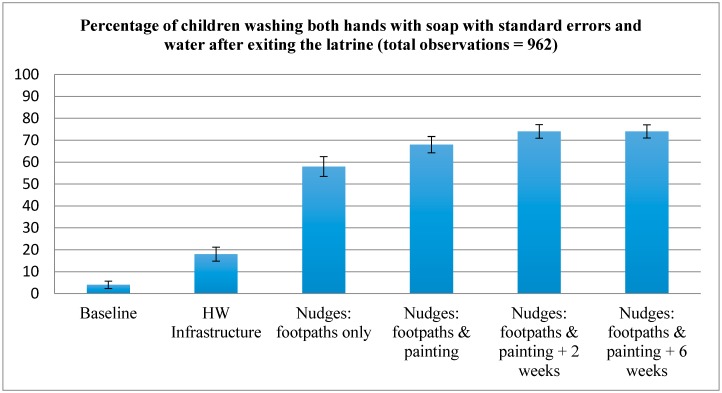 Percentage of children washing both hands with soap with standard errors and
water after exiting the latrine (total observations = 962)
100
90
80
70
60
50
40
30
20
10
0
Baseline
HW
Infrastructure
Nudges:
footpaths only
Nudges:
footpaths &
painting
Nudges:
footpaths &
painting + 2
weeks
Nudges:
footpaths &
painting + 6
weeks